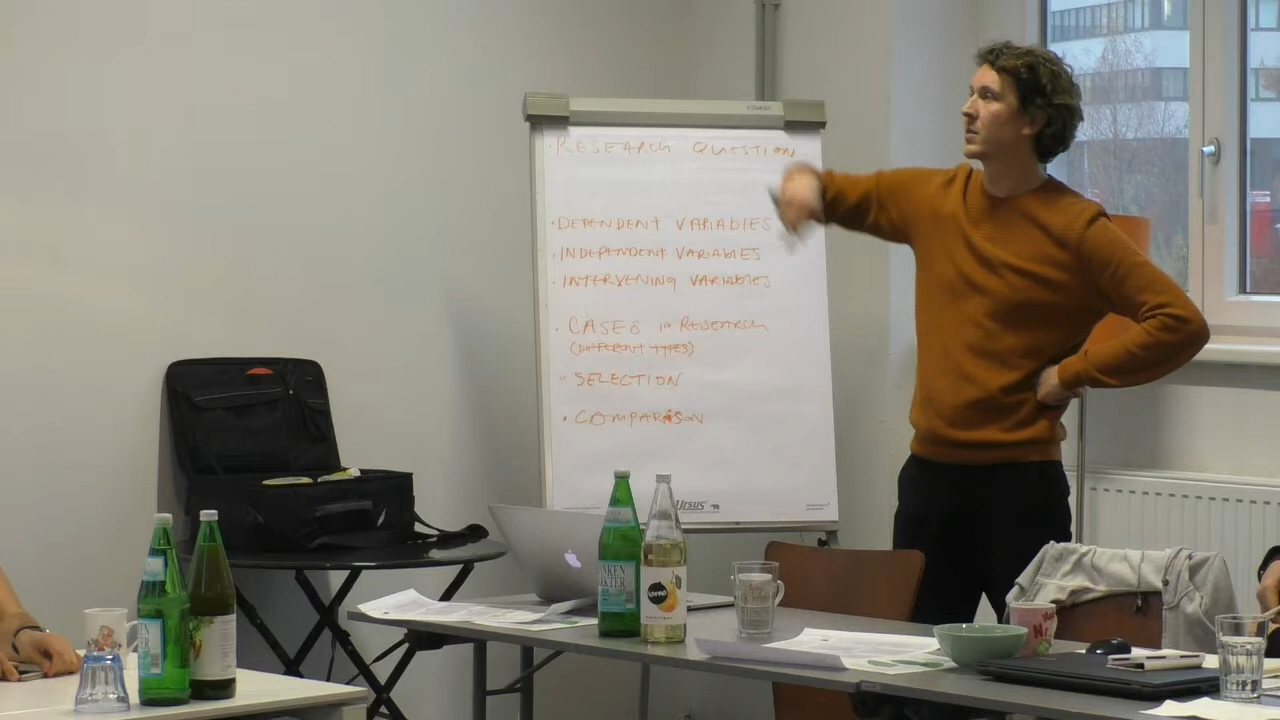 • RESEARCH QUESTION
• DEPENDENT VARIABLES
• INDEPENDENT VARIABLES
• INTERVENING VARIABLES
• CASES IN RESEARCH
(DIFFERENT TYPES)
• SELECTION
• COMPARISON
Ursus